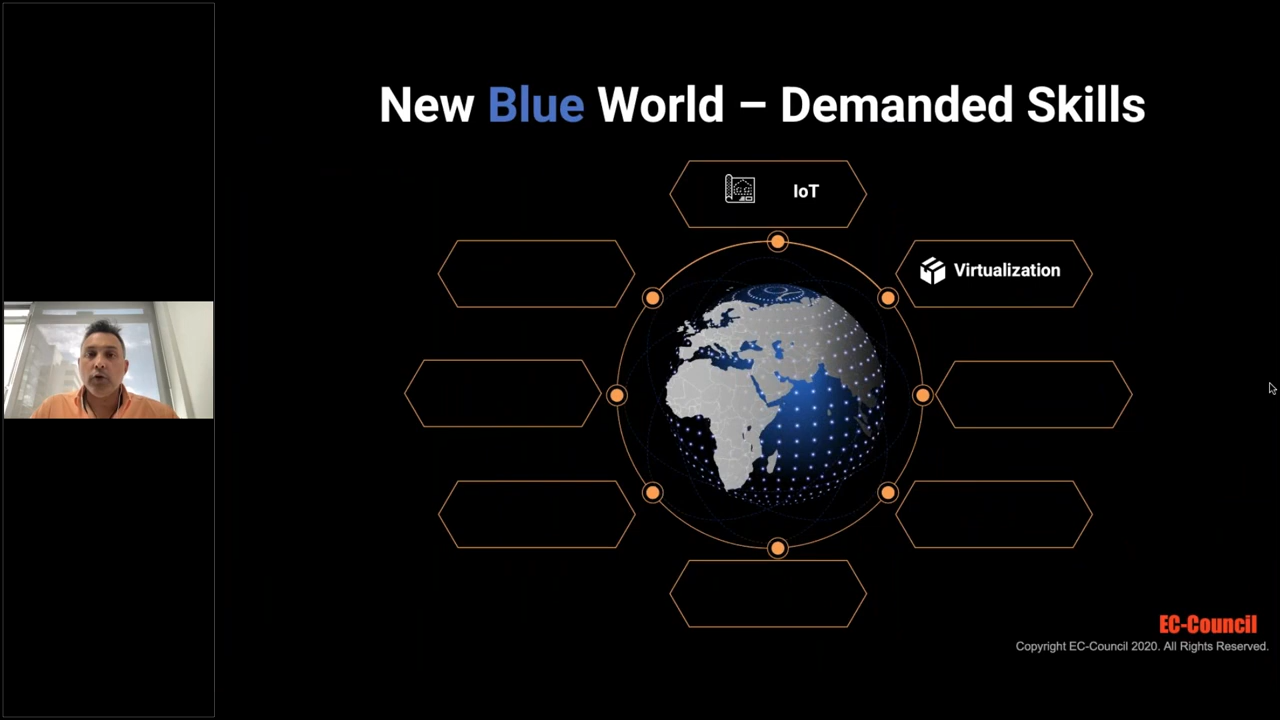 New Blue World – Demanded Skills
IoT
Virtualization
EC-Council
Copyright EC-Council 2020. All Rights Reserved.